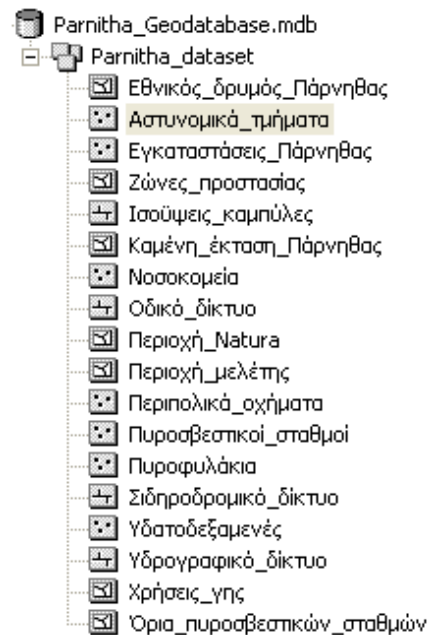 Parnitha_Geodatabase.mdb
Parnitha_dataset
Εθνικός_δρυμός_Πάρνηθας
Αστυνομικά_τμήματα
Εγκαταστάσεις_Πάρνηθας
Ζώνες_προστασίας
Ισοϋψεις_καμπύλες
Καμένη_έκταση_Πάρνηθας
Νοσοκομεία
Οδικό_δίκτυο
Περιοχή_Natura
Περιοχή_μελέτης
Περιπολικά_οχήματα
Πυροσβεστικοί_σταθμοί
Πυροφυλάκια
Σιδηροδρομικό_δίκτυο
Υδατοδεξαμενές
Υδρογραφικό_δίκτυο
Χρήσεις_γης
Όρια_πυροσβεστικών_σταθμών